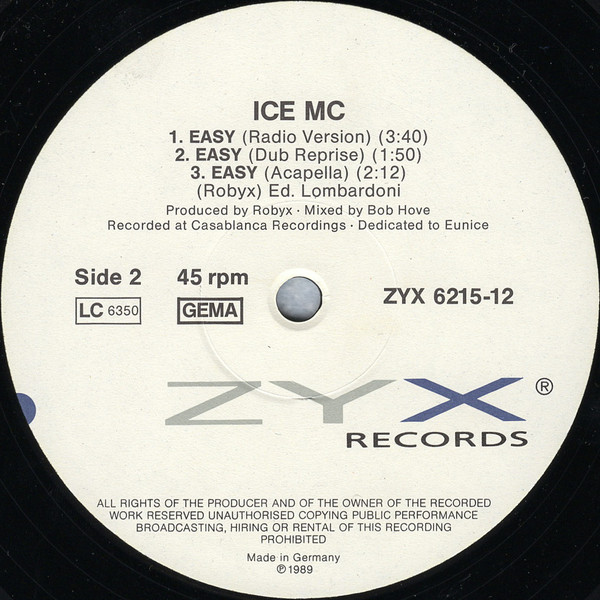 ICE MC
1. EASY (Radio Version) (3:40)
2. EASY (Dub Reprise) (1:50)
3. EASY (Acapella) (2:12)
(Robyx) Ed. Lombardoni
Produced by Robyx · Mixed by Bob Hove
Recorded at Casablanca Recordings · Dedicated to Eunice
Side 2 45 rpm
LC 6350 GEMA
ZYX 6215-12
ZYX ®
RECORDS
ALL RIGHTS OF THE PRODUCER AND OF THE OWNER OF THE RECORDED
WORK RESERVED UNAUTHORISED COPYING PUBLIC PERFORMANCE
BROADCASTING, HIRING OR RENTAL OF THIS RECORDING
PROHIBITED
Made in Germany
℗ 1989